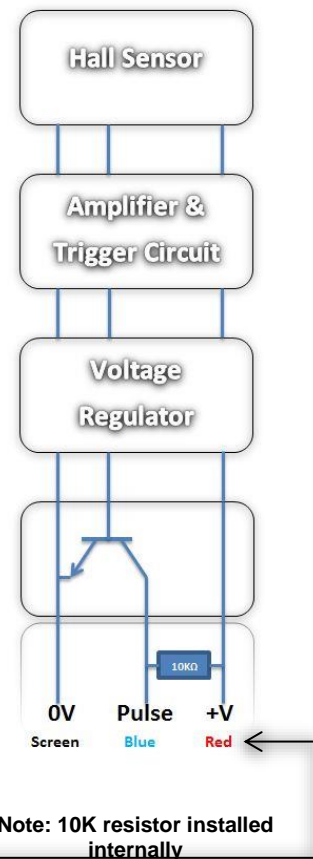 Hall Sensor
Amplifier &
Trigger Circuit
Voltage
Regulator
10KΩ
0V Pulse +V
Screen Blue Red
Note: 10K resistor installed
internally